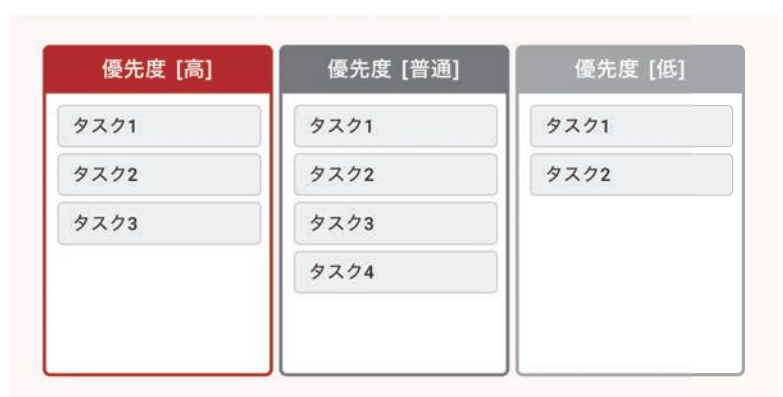 優先度 [高]
タスク1
タスク2
タスク3
優先度 [普通]
タスク1
タスク2
タスク3
タスク4
優先度 [低]
タスク1
タスク2